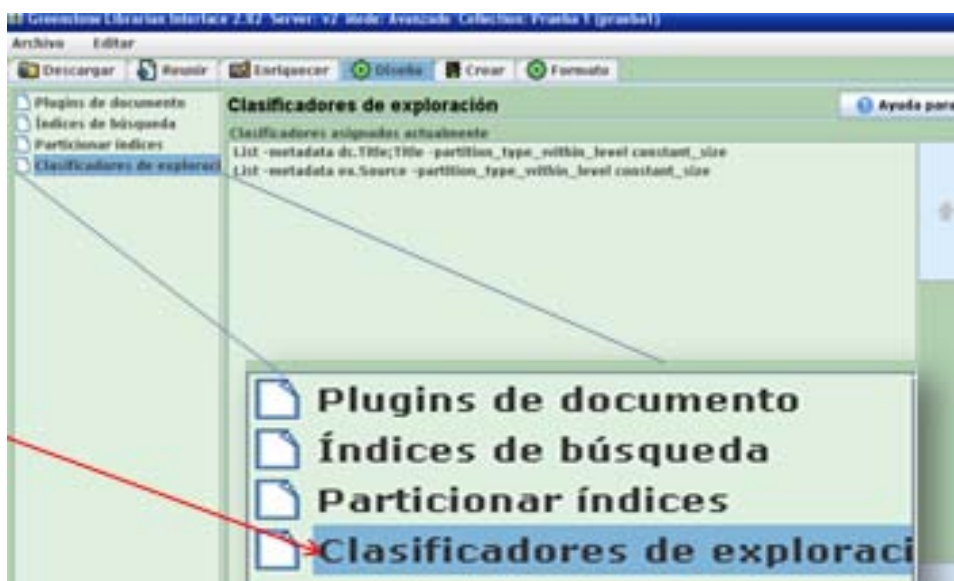 Greenstone Librarian Interface 2.82 Server: v2 Mode: Avanzado Collection: Prueba 1 (prueba1)
Archivo Editar
Descargar Reunir Enriquecer Diseño Crear Formato
Plugins de documento
Índices de búsqueda
Particionar índices
Clasificadores de exploraci
Clasificadores de exploración
Ayuda para
Clasificadores asignados actualmente
List -metadata dc.Title;Title -partition_type_within_level constant_size
List -metadata ex.Source -partition_type_within_level constant_size
Plugins de documento
Índices de búsqueda
Particionar índices
Clasificadores de exploraci